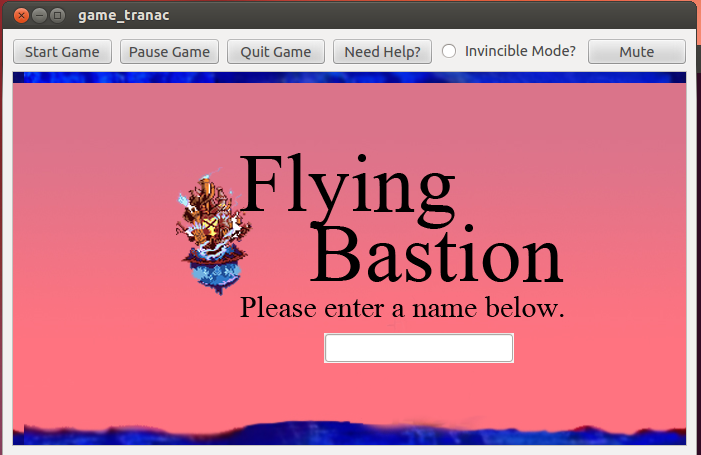 game_tranac
Start Game Pause Game Quit Game Need Help? Invincible Mode? Mute
Flying
Bastion
Please enter a name below.